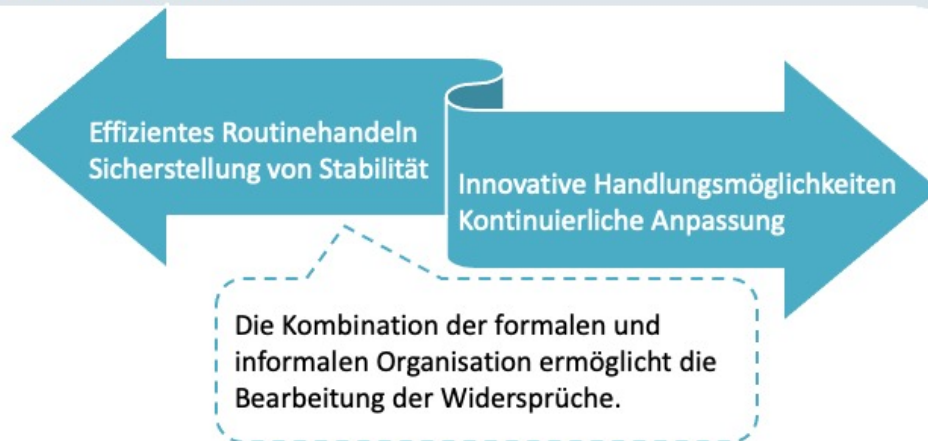 Effizientes Routinehandeln
Sicherstellung von Stabilität
Innovative Handlungsmöglichkeiten
Kontinuierliche Anpassung
Die Kombination der formalen und
informalen Organisation ermöglicht die
Bearbeitung der Widersprüche.